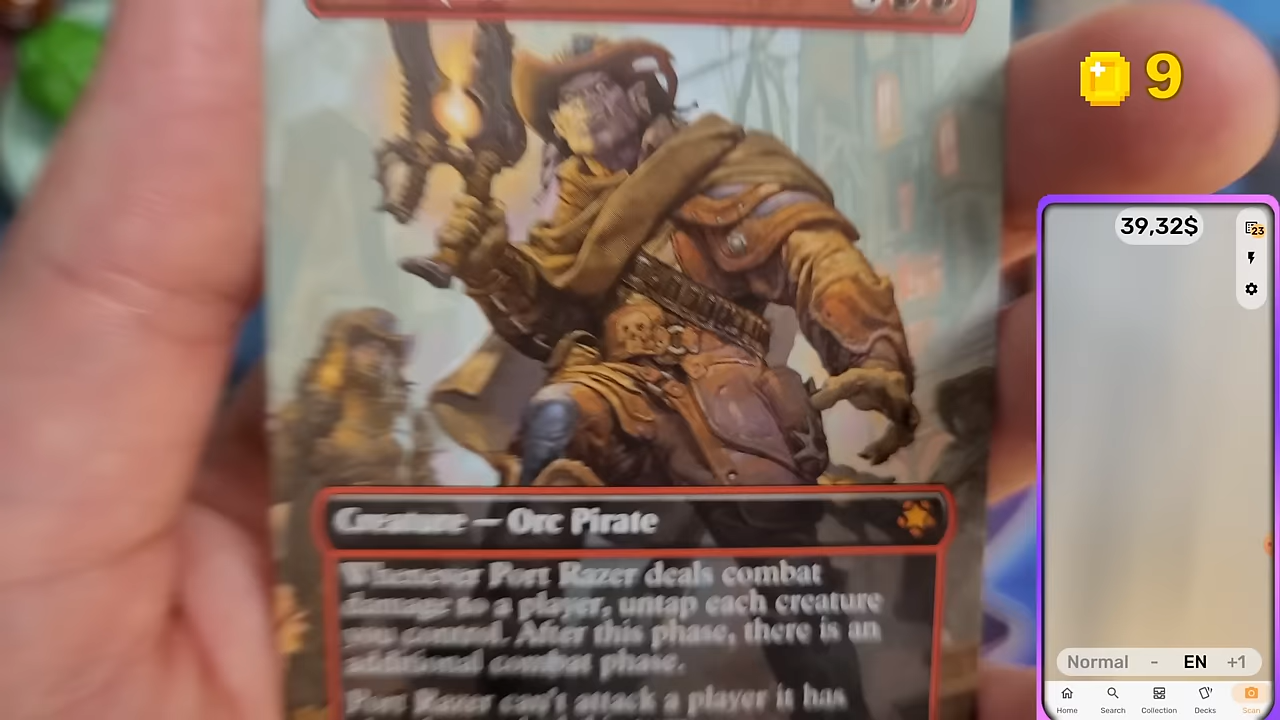 9
39,32$
23
Creature — Orc Pirate
Whenever Port Razer deals combat
damage to a player, untap each creature
you control. After this phase, there is an
additional combat phase.
Port Razer can't attack a player it has
Normal - EN +1
Home Search Collection Decks Scan